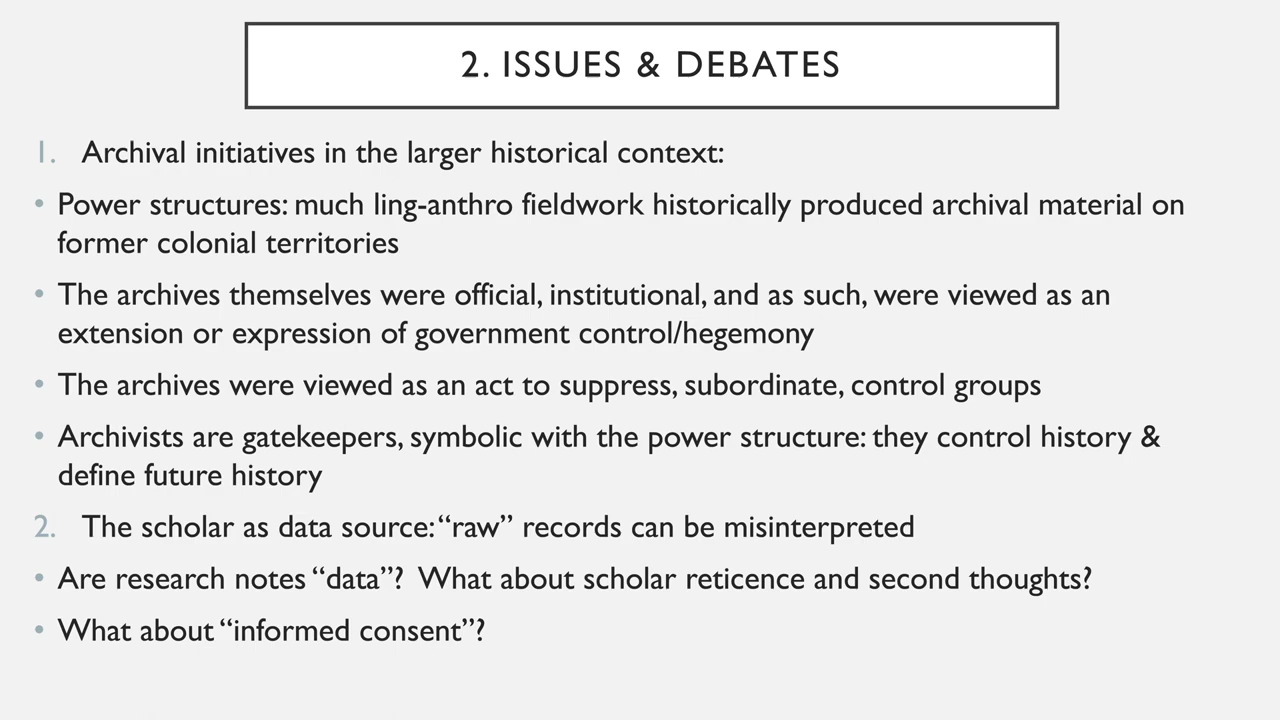 2. ISSUES & DEBATES
1. Archival initiatives in the larger historical context:
• Power structures: much ling-anthro fieldwork historically produced archival material on
former colonial territories
• The archives themselves were official, institutional, and as such, were viewed as an
extension or expression of government control/hegemony
• The archives were viewed as an act to suppress, subordinate, control groups
• Archivists are gatekeepers, symbolic with the power structure: they control history &
define future history
2. The scholar as data source: “raw” records can be misinterpreted
• Are research notes “data”? What about scholar reticence and second thoughts?
• What about “informed consent”?